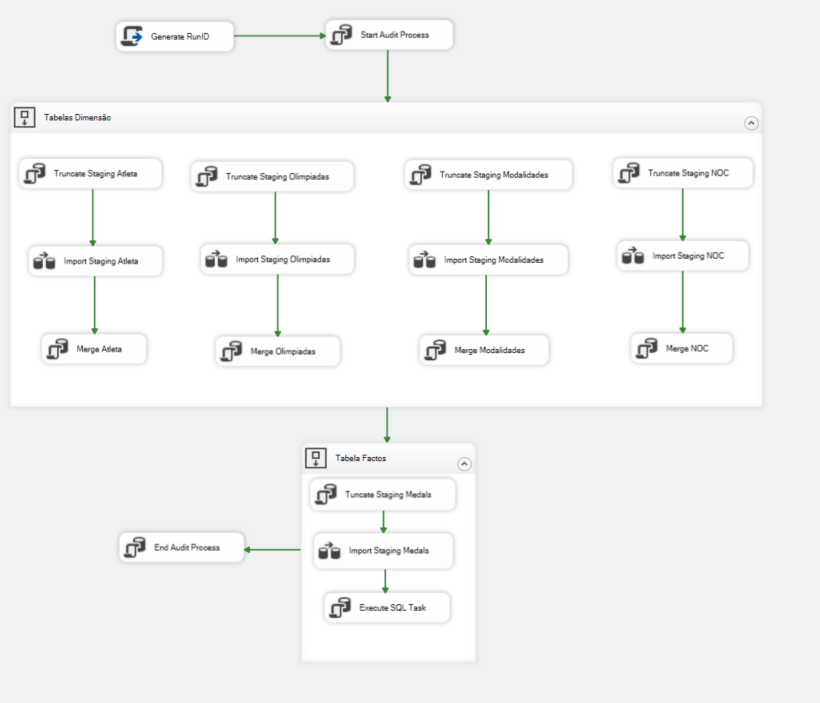 Generate RunID
Start Audit Process
Tabelas Dimensão
Truncate Staging Atleta
Truncate Staging Olimpiadas
Truncate Staging Modalidades
Truncate Staging NOC
Import Staging Atleta
Import Staging Olimpiadas
Import Staging Modalidades
Import Staging NOC
Merge Atleta
Merge Olimpiadas
Merge Modalidades
Merge NOC
Tabela Factos
Tuncate Staging Medals
Import Staging Medals
Execute SQL Task
End Audit Process